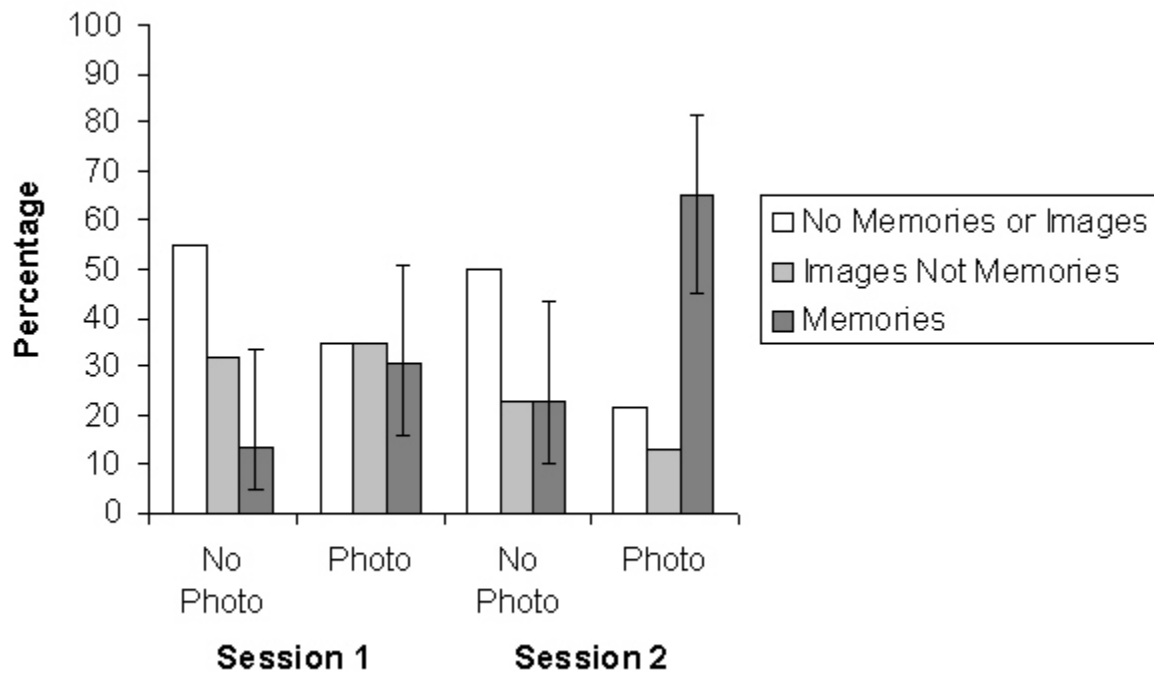 100
90
80
70
60
50
40
30
20
10
0
Percentage
No
Photo
Photo
No
Photo
Photo
Session 1
Session 2
No Memories or Images
Images Not Memories
Memories